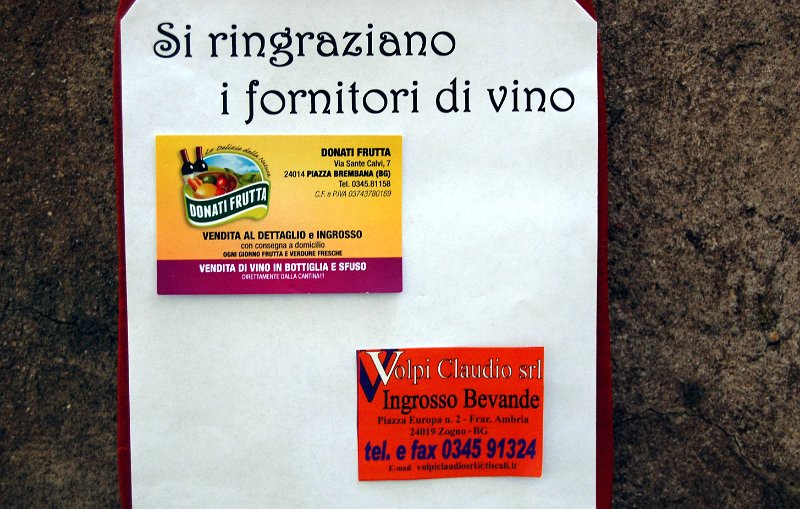 Si ringraziano
i fornitori di vino
Le Delizie della Natura
DONATI FRUTTA
DONATI FRUTTA
Via Sante Calvi, 7
24014 PIAZZA BREMBANA (BG)
Tel. 0345.81158
C.F. e P.IVA 03743780169
VENDITA AL DETTAGLIO e INGROSSO
con consegna a domicilio
OGNI GIORNO FRUTTA E VERDURE FRESCHE
VENDITA DI VINO IN BOTTIGLIA E SFUSO
DIRETTAMENTE DALLA CANTINA!!!
Volpi Claudio srl
Ingrosso Bevande
Piazza Europa n. 2 - Fraz. Ambria
24019 Zogno - BG
tel. e fax 0345 91324
E-mail volpiclaudiosrl@tiscali.it